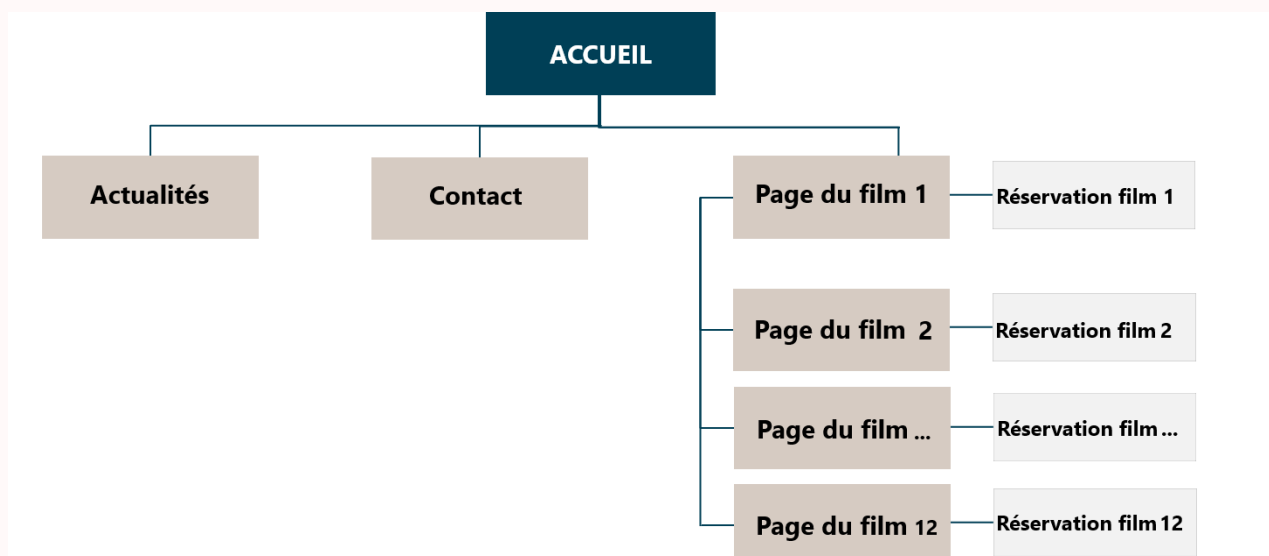 ACCUEIL
Actualités
Contact
Page du film 1
Réservation film 1
Page du film 2
Réservation film 2
Page du film ...
Réservation film ...
Page du film 12
Réservation film 12